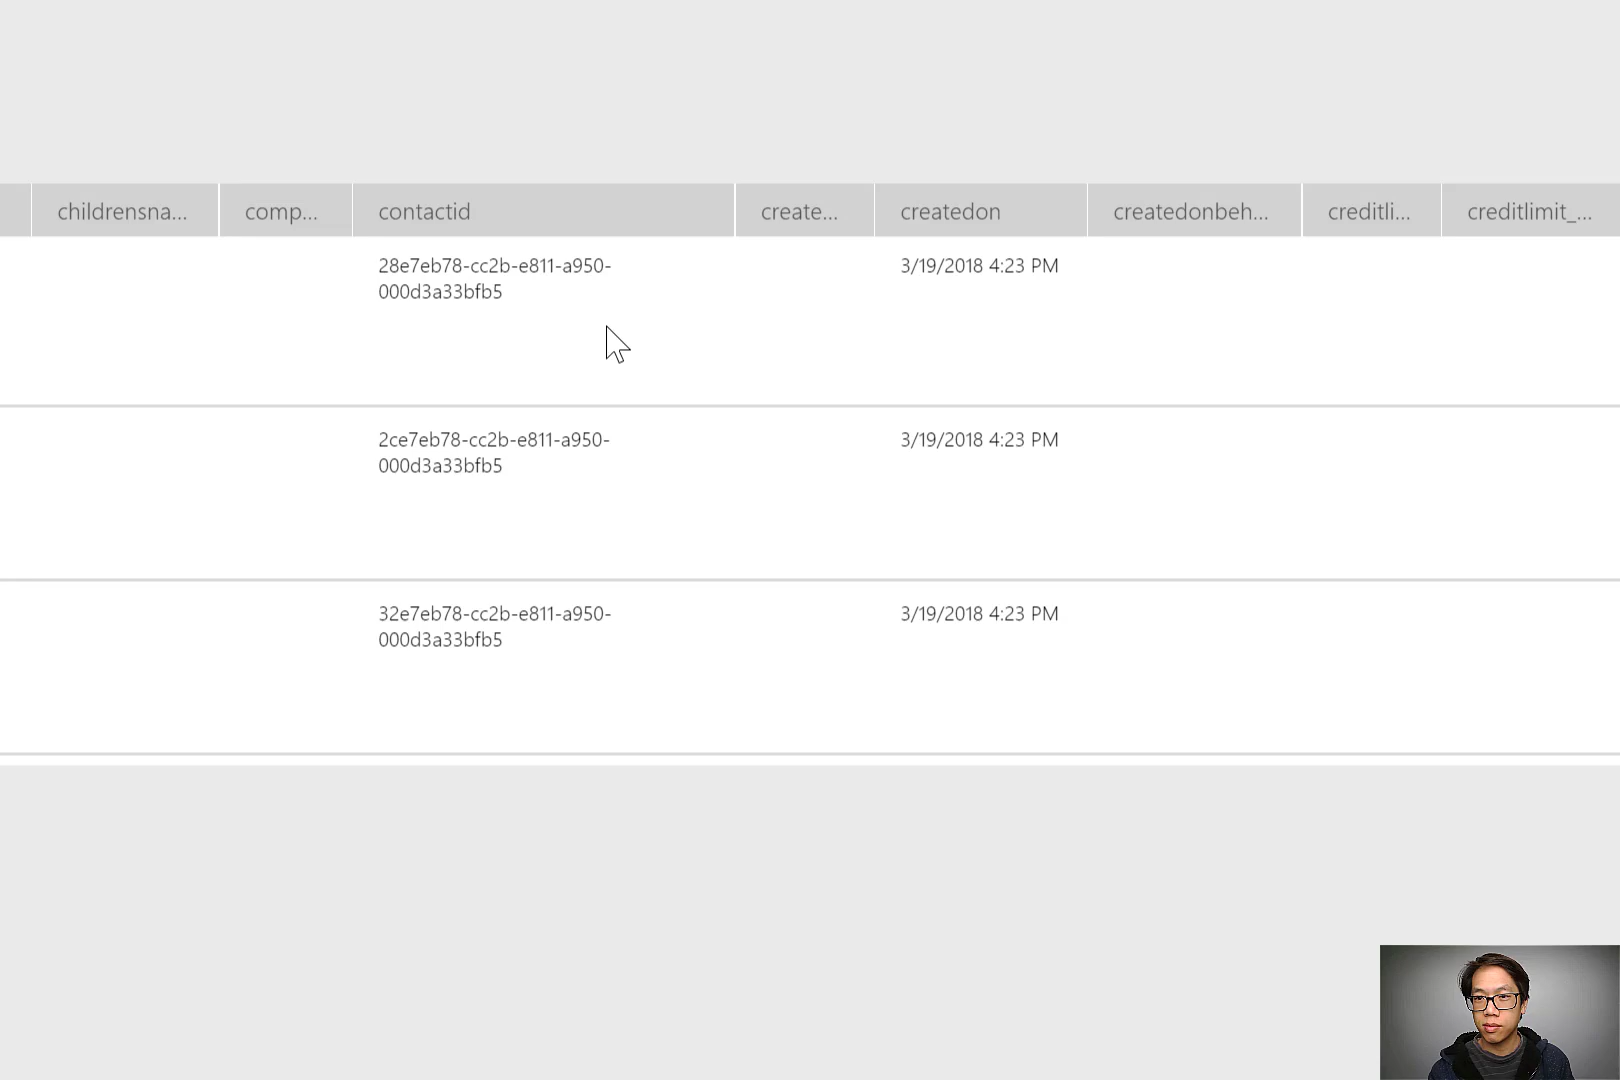 childrensna... comp... contactid create... createdon createdonbeh... creditli... creditlimit_...
28e7eb78-cc2b-e811-a950- 3/19/2018 4:23 PM
000d3a33bfb5
2ce7eb78-cc2b-e811-a950- 3/19/2018 4:23 PM
000d3a33bfb5
32e7eb78-cc2b-e811-a950- 3/19/2018 4:23 PM
000d3a33bfb5